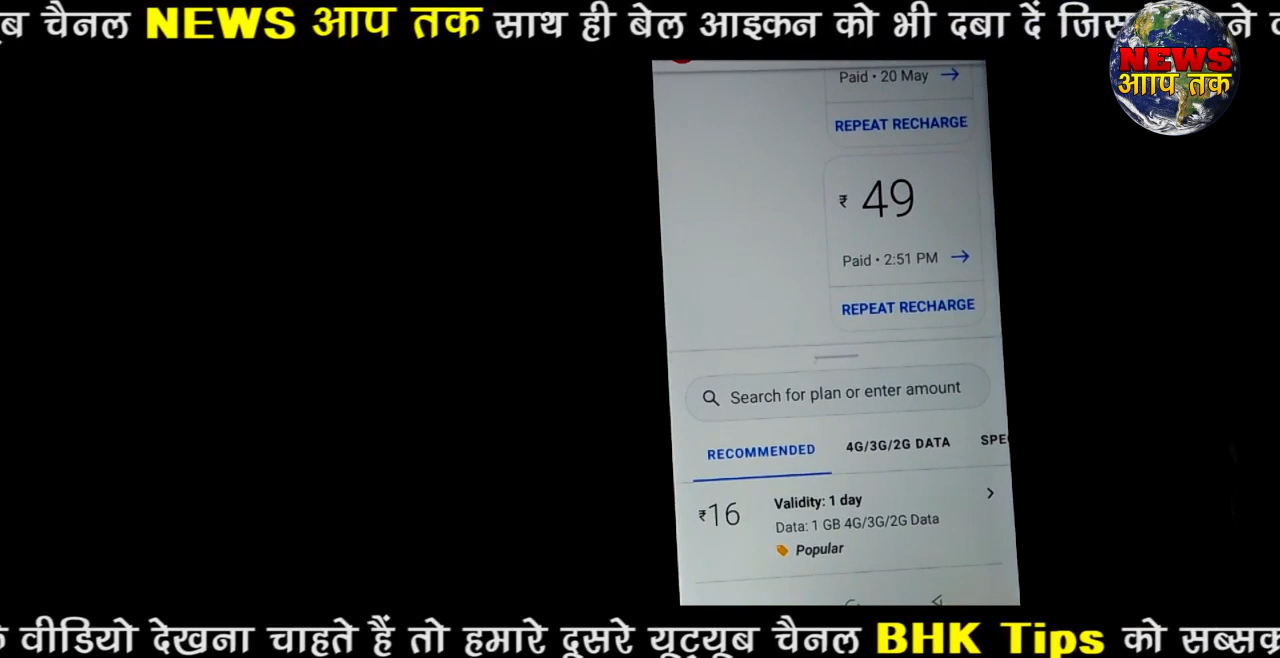 चैनल NEWS आप तक साथ ही बेल आइकन को भी दबा दें
NEWS
आाप तक
Paid • 20 May →
REPEAT RECHARGE
₹ 49
Paid • 2:51 PM →
REPEAT RECHARGE
Search for plan or enter amount
RECOMMENDED 4G/3G/2G DATA
₹16 Validity: 1 day
Data: 1 GB 4G/3G/2G Data
Popular
वीडियो देखना चाहते हैं तो हमारे दूसरे यूट्यूब चैनल BHK Tips को